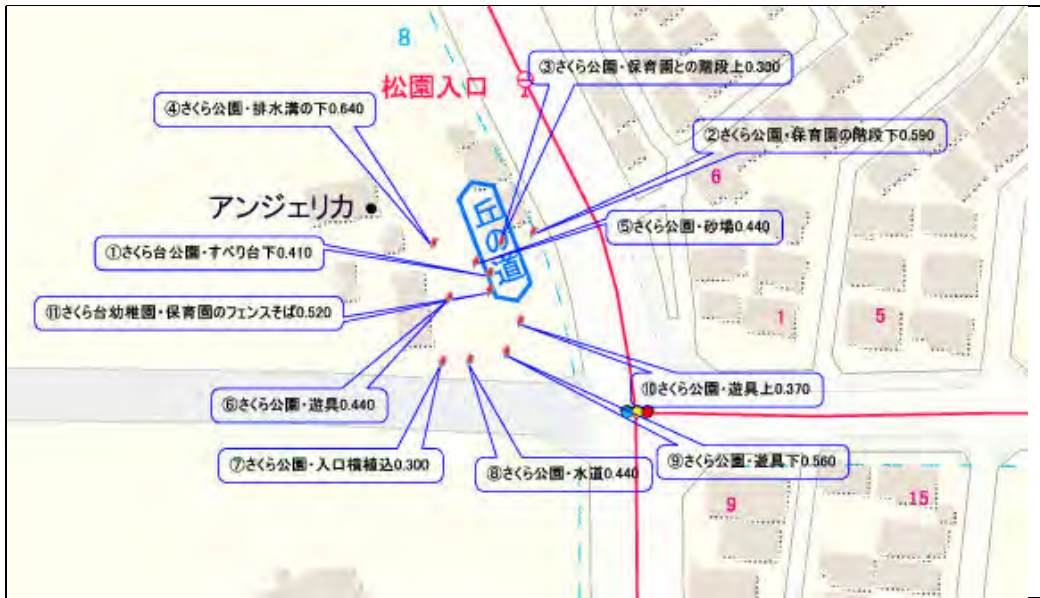 8
松園入口
③さくら公園・保育園との階段上0.380
④さくら公園・排水溝の下0.640
②さくら公園・保育園の階段下0.590
6
アンジェリカ
丘の道
⑤さくら公園・砂場0.440
①さくら台公園・すべり台下0.410
⑪さくら台幼稚園・保育園のフェンスそば0.520
1
5
⑥さくら公園・遊具0.440
⑩さくら公園・遊具上0.370
⑦さくら公園・入口横植込0.300
⑧さくら公園・水道0.440
⑨さくら公園・遊具下0.560
9
15